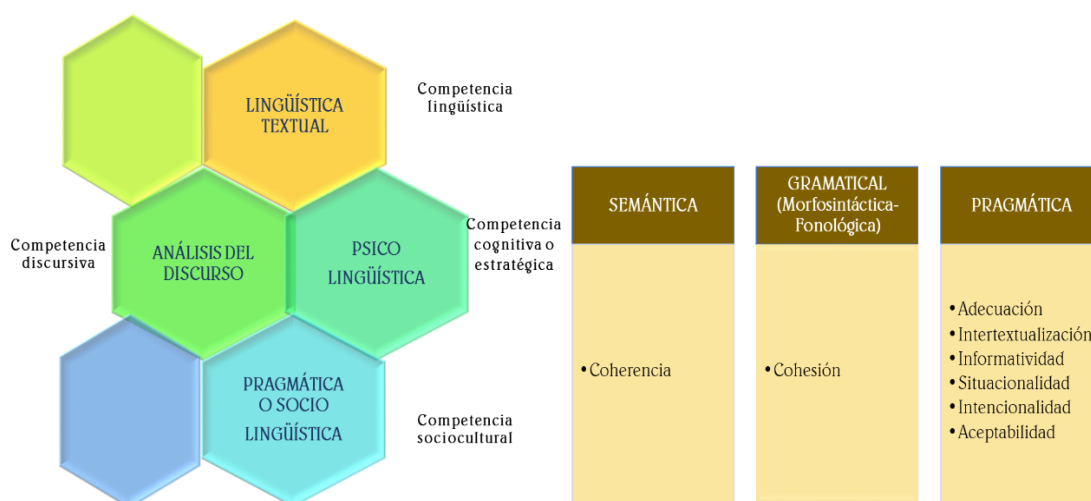 LINGÜÍSTICA
TEXTUAL
Competencia
lingüística
Competencia
discursiva
ANÁLISIS DEL
DISCURSO
PSICO
LINGÜÍSTICA
Competencia
cognitiva o
estratégica
PRAGMÁTICA
O SOCIO
LINGÜÍSTICA
Competencia
sociocultural
SEMÁNTICA
• Coherencia
GRAMATICAL
(Morfosintáctica-
Fonológica)
• Cohesión
PRAGMÁTICA
• Adecuación
• Intertextualización
• Informatividad
• Situacionalidad
• Intencionalidad
• Aceptabilidad